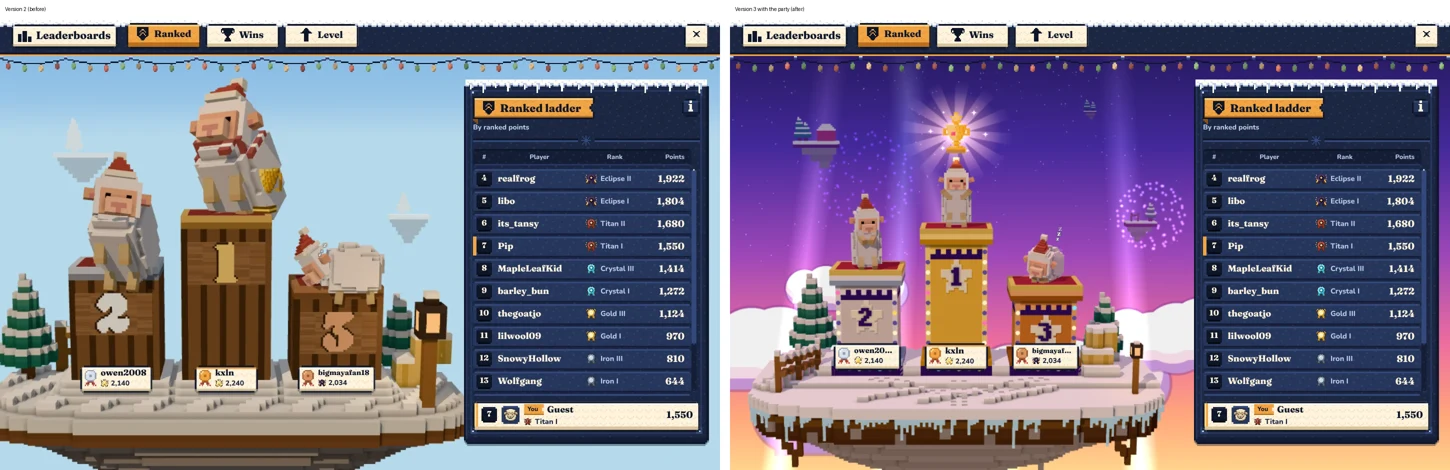 Version 2 (before)
Leaderboards
Ranked
Wins
Level
Ranked ladder
By ranked points
# Player Rank Points
4 realfrog Eclipse II 1,922
5 libo Eclipse I 1,804
6 its_tansy Titan II 1,680
7 Pip Titan I 1,550
8 MapleLeafKid Crystal III 1,414
9 barley_bun Crystal I 1,272
10 thegoatjo Gold III 1,124
11 lilwool09 Gold I 970
12 SnowyHollow Iron III 810
13 Wolfgang Iron I 644
7 You Guest 1,550
Titan I
1
2
3
owen2008
2,140
kxln
2,240
bigmayafan18
2,034
Version 3 with the party (after)
Leaderboards
Ranked
Wins
Level
Ranked ladder
By ranked points
# Player Rank Points
4 realfrog Eclipse II 1,922
5 libo Eclipse I 1,804
6 its_tansy Titan II 1,680
7 Pip Titan I 1,550
8 MapleLeafKid Crystal III 1,414
9 barley_bun Crystal I 1,272
10 thegoatjo Gold III 1,124
11 lilwool09 Gold I 970
12 SnowyHollow Iron III 810
13 Wolfgang Iron I 644
7 You Guest 1,550
Titan I
1
2
3
owen20...
2,140
kxln
2,240
bigmayaf...
2,034